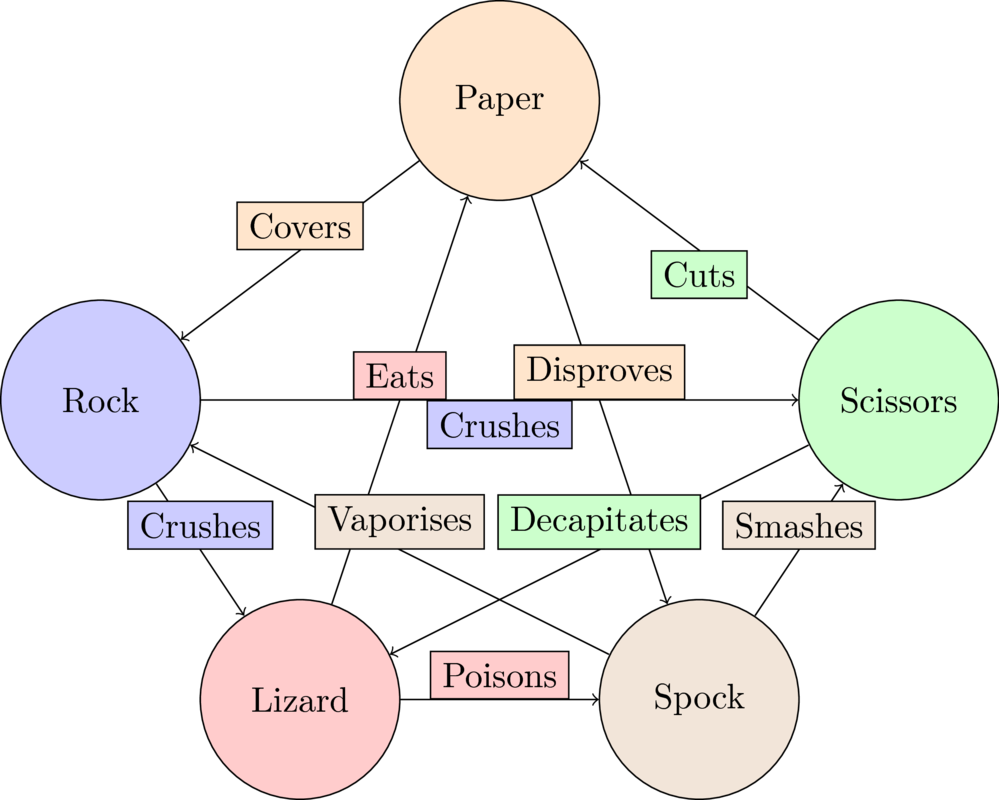 Paper
Covers
Cuts
Eats
Disproves
Rock
Crushes
Scissors
Crushes
Vaporises
Decapitates
Smashes
Poisons
Lizard
Spock